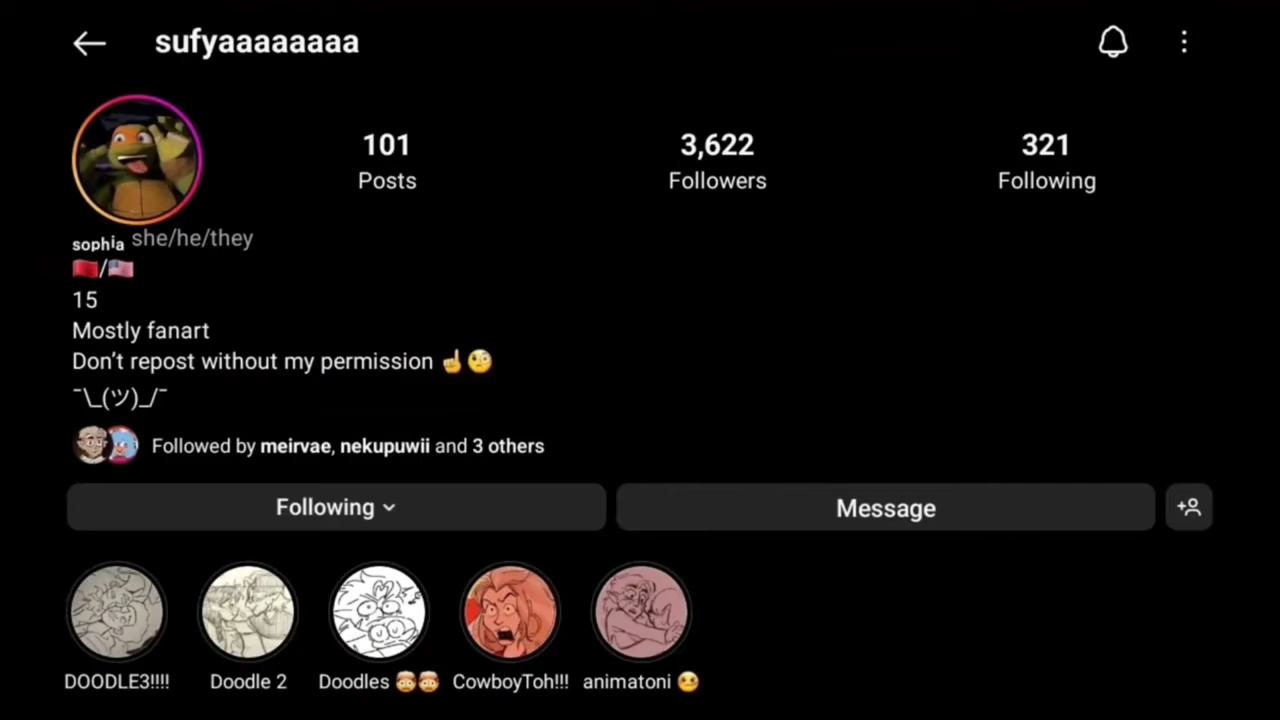 sufyaaaaaaaa
101
Posts
3,622
Followers
321
Following
sophia she/he/they
🇲🇦/🇺🇸
15
Mostly fanart
Don’t repost without my permission ☝️🧐
¯\_(ツ)_/¯
Followed by meirvae, nekupuwii and 3 others
Following
Message
DOODLE3!!!!
Doodle 2
Doodles 🤯🤯
CowboyToh!!!
animatoni 🤒